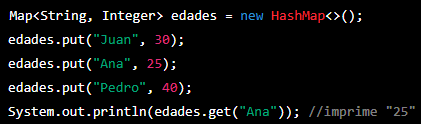 Map<String, Integer> edades = new HashMap<>();
edades.put("Juan", 30);
edades.put("Ana", 25);
edades.put("Pedro", 40);
System.out.println(edades.get("Ana")); //imprime "25"